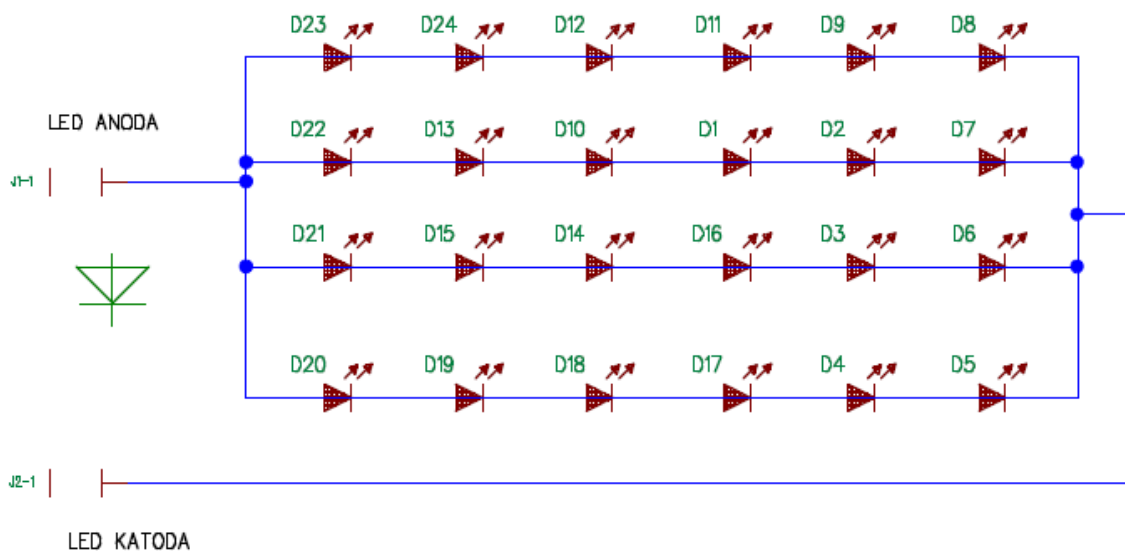 D23 D24 D12 D11 D9 D8
LED ANODA
D22 D13 D10 D1 D2 D7
J1-1
D21 D15 D14 D16 D3 D6
D20 D19 D18 D17 D4 D5
J2-1
LED KATODA